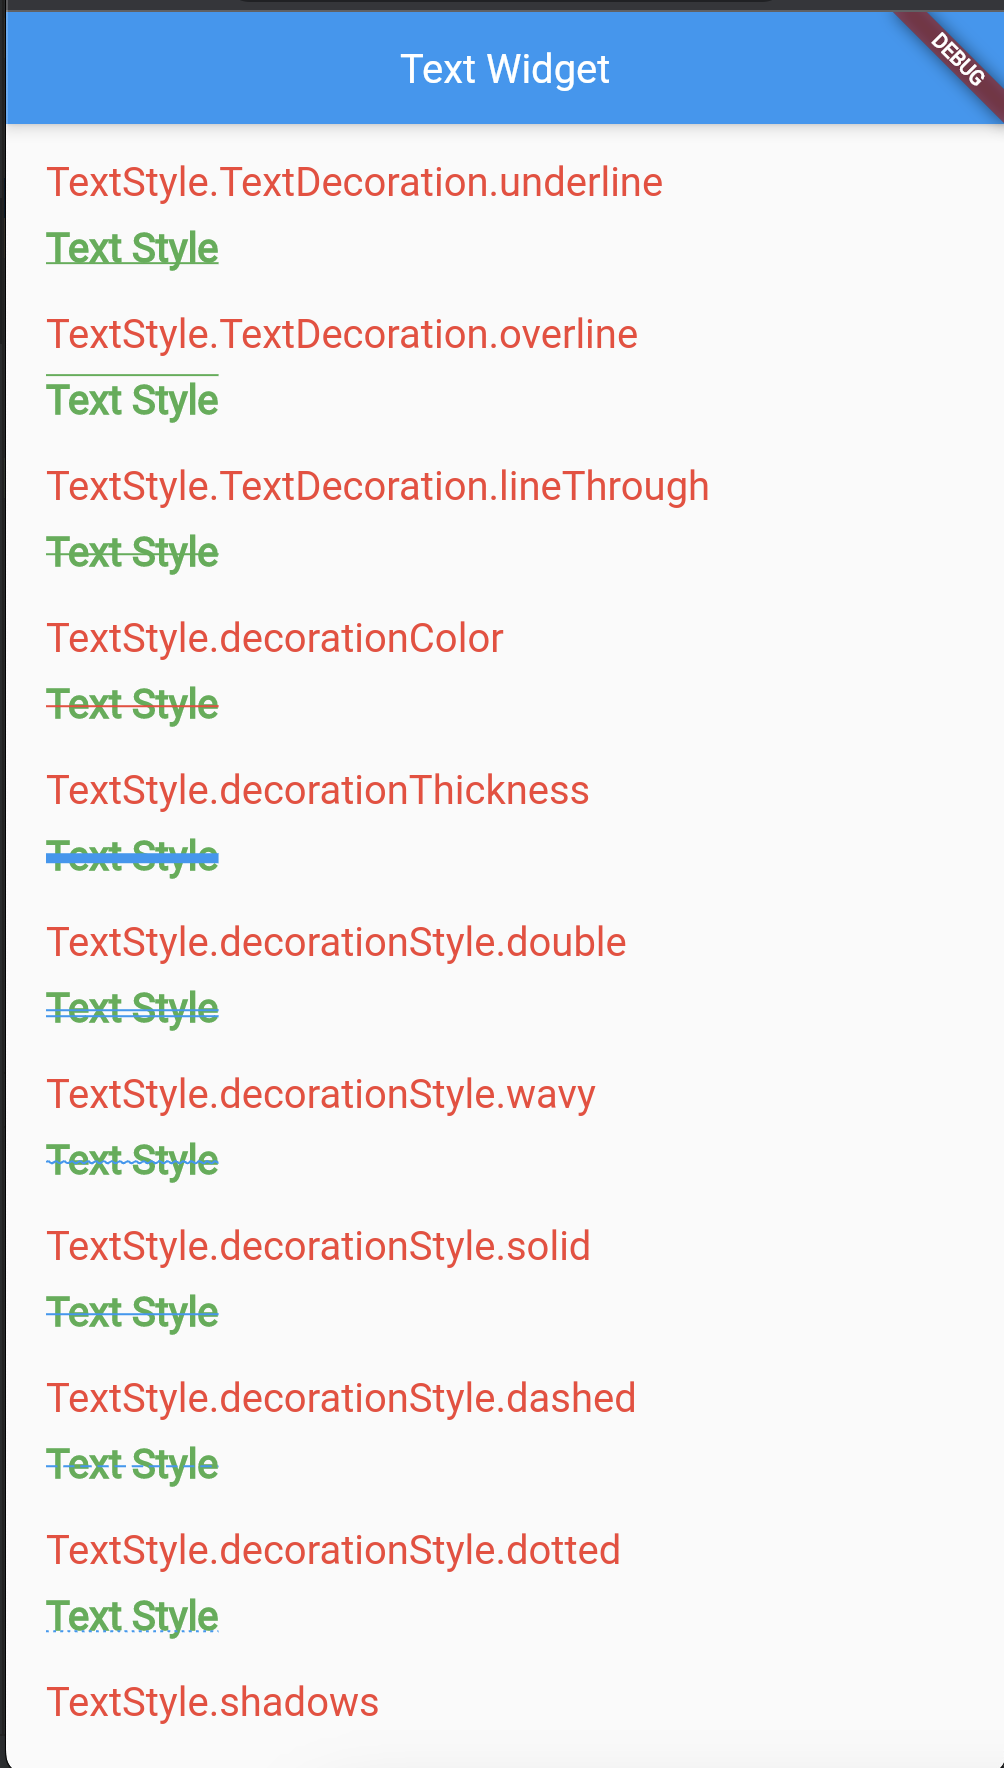 Text Widget
DEBUG
TextStyle.TextDecoration.underline
Text Style
TextStyle.TextDecoration.overline
Text Style
TextStyle.TextDecoration.lineThrough
Text Style
TextStyle.decorationColor
Text Style
TextStyle.decorationThickness
Text Style
TextStyle.decorationStyle.double
Text Style
TextStyle.decorationStyle.wavy
Text Style
TextStyle.decorationStyle.solid
Text Style
TextStyle.decorationStyle.dashed
Text Style
TextStyle.decorationStyle.dotted
Text Style
TextStyle.shadows